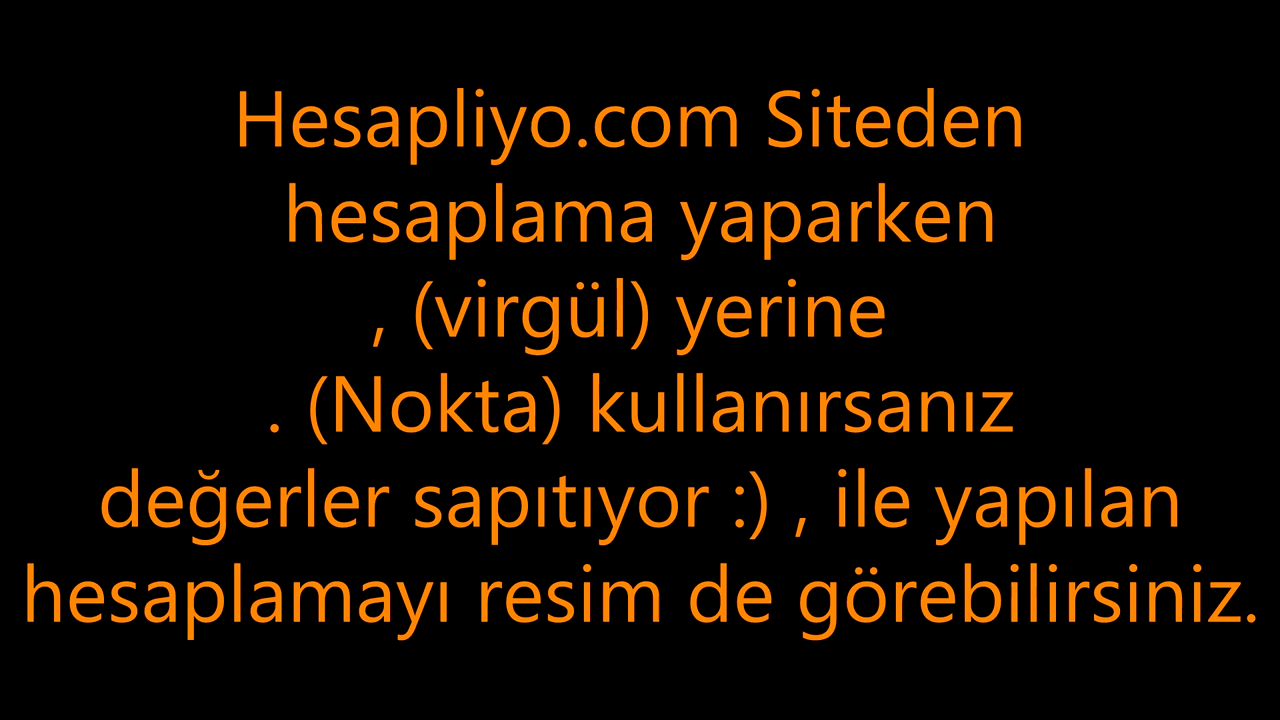 Hesapliyo.com Siteden
hesaplama yaparken
, (virgül) yerine
. (Nokta) kullanırsanız
değerler sapıtıyor :) , ile yapılan
hesaplamayı resim de görebilirsiniz.